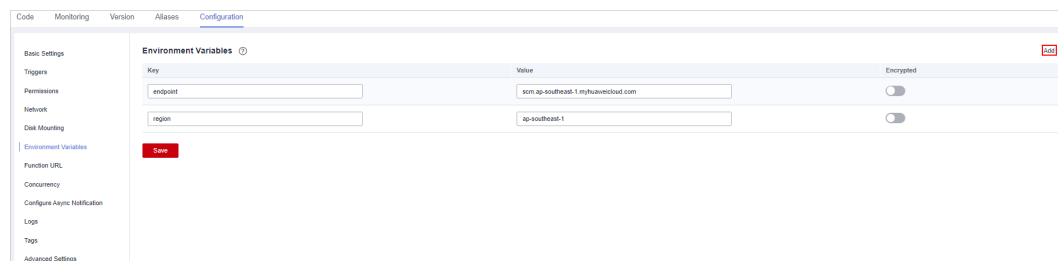 Code Monitoring Version Aliases Configuration
Basic Settings
Environment Variables ? Add
Triggers
Key Value Encrypted
Permissions
endpoint scm.ap-southeast-1.myhuaweicloud.com
Network
region ap-southeast-1
Disk Mounting
Environment Variables
Save
Function URL
Concurrency
Configure Async Notification
Logs
Tags
Advanced Settings